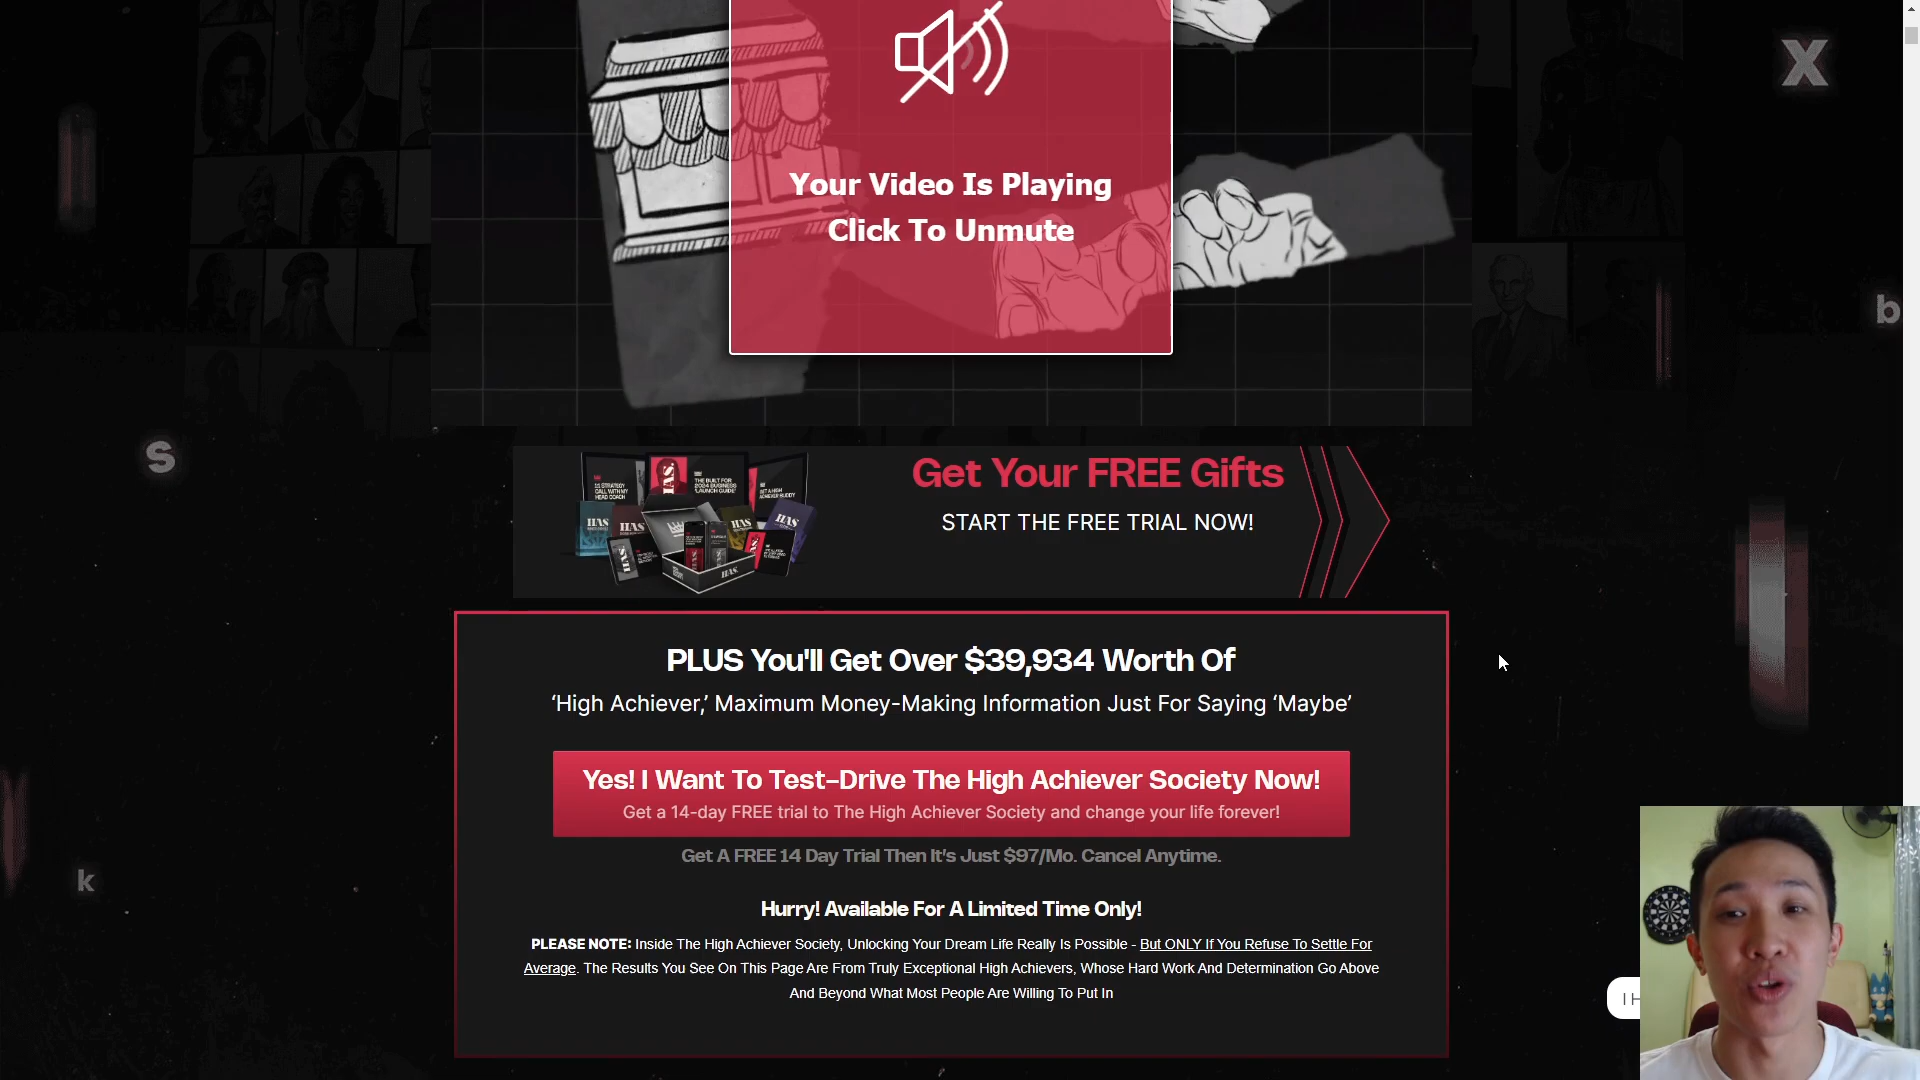 X
Your Video Is Playing
Click To Unmute
b
s
Get Your FREE Gifts
START THE FREE TRIAL NOW!
HAS
HAS
HAS
HAS
HAS.
PLUS You'll Get Over $39,934 Worth Of
‘High Achiever,’ Maximum Money-Making Information Just For Saying ‘Maybe’
Yes! I Want To Test-Drive The High Achiever Society Now!
Get a 14-day FREE trial to The High Achiever Society and change your life forever!
Get A FREE 14 Day Trial Then It's Just $97/Mo. Cancel Anytime.
k
Hurry! Available For A Limited Time Only!
PLEASE NOTE: Inside The High Achiever Society, Unlocking Your Dream Life Really Is Possible - But ONLY If You Refuse To Settle For
Average. The Results You See On This Page Are From Truly Exceptional High Achievers, Whose Hard Work And Determination Go Above
And Beyond What Most People Are Willing To Put In
I H